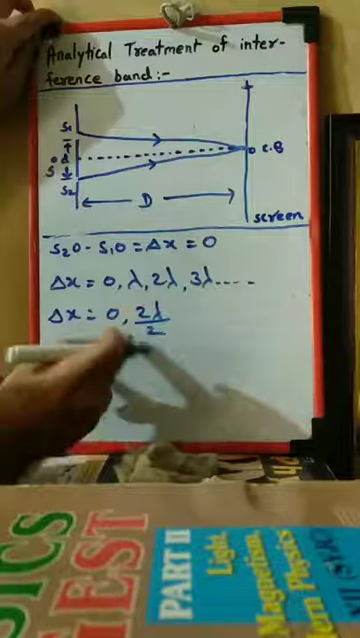 Analytical Treatment of inter-
ference band:-
S1
d
S
S2
O C.B
D
screen
S2O - S1O = Δx = 0
Δx = 0, λ, 2λ, 3λ....
Δx = 0, 2λ/2
PART II
Light,
Magnetism,